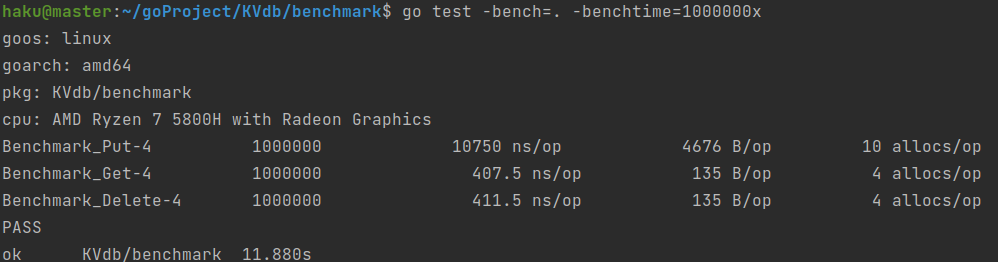 haku@master:~/goProject/KVdb/benchmark$ go test -bench=. -benchtime=1000000x
goos: linux
goarch: amd64
pkg: KVdb/benchmark
cpu: AMD Ryzen 7 5800H with Radeon Graphics
Benchmark_Put-4 1000000 10750 ns/op 4676 B/op 10 allocs/op
Benchmark_Get-4 1000000 407.5 ns/op 135 B/op 4 allocs/op
Benchmark_Delete-4 1000000 411.5 ns/op 135 B/op 4 allocs/op
PASS
ok KVdb/benchmark 11.880s